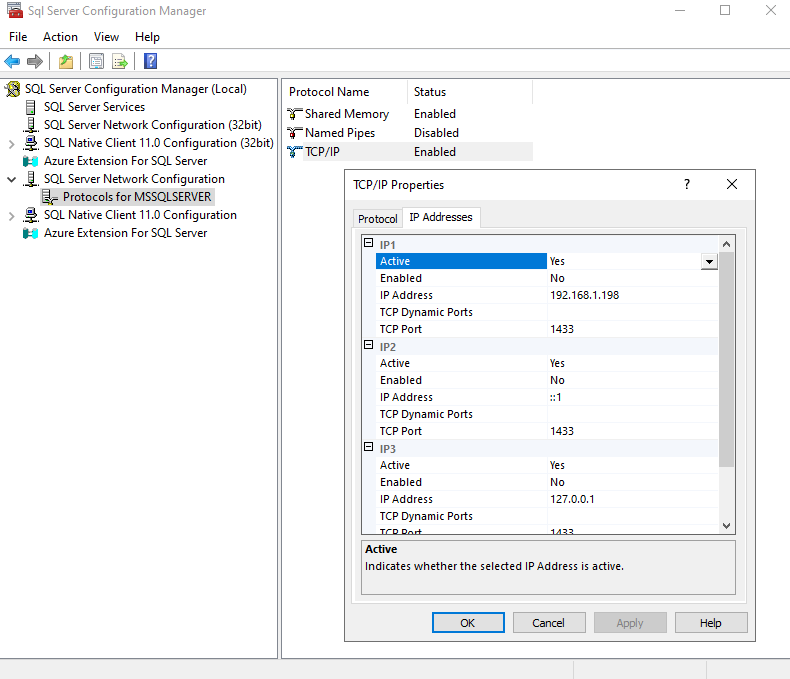 Sql Server Configuration Manager
File Action View Help
SQL Server Configuration Manager (Local)
SQL Server Services
SQL Server Network Configuration (32bit)
SQL Native Client 11.0 Configuration (32bit)
Azure Extension For SQL Server
SQL Server Network Configuration
Protocols for MSSQLSERVER
SQL Native Client 11.0 Configuration
Azure Extension For SQL Server
Protocol Name Status
Shared Memory Enabled
Named Pipes Disabled
TCP/IP Enabled
TCP/IP Properties ?
Protocol IP Addresses
IP1
Active Yes
Enabled No
IP Address 192.168.1.198
TCP Dynamic Ports
TCP Port 1433
IP2
Active Yes
Enabled No
IP Address ::1
TCP Dynamic Ports
TCP Port 1433
IP3
Active Yes
Enabled No
IP Address 127.0.0.1
TCP Dynamic Ports
TCP Port 1433
Active
Indicates whether the selected IP Address is active.
OK Cancel Apply Help